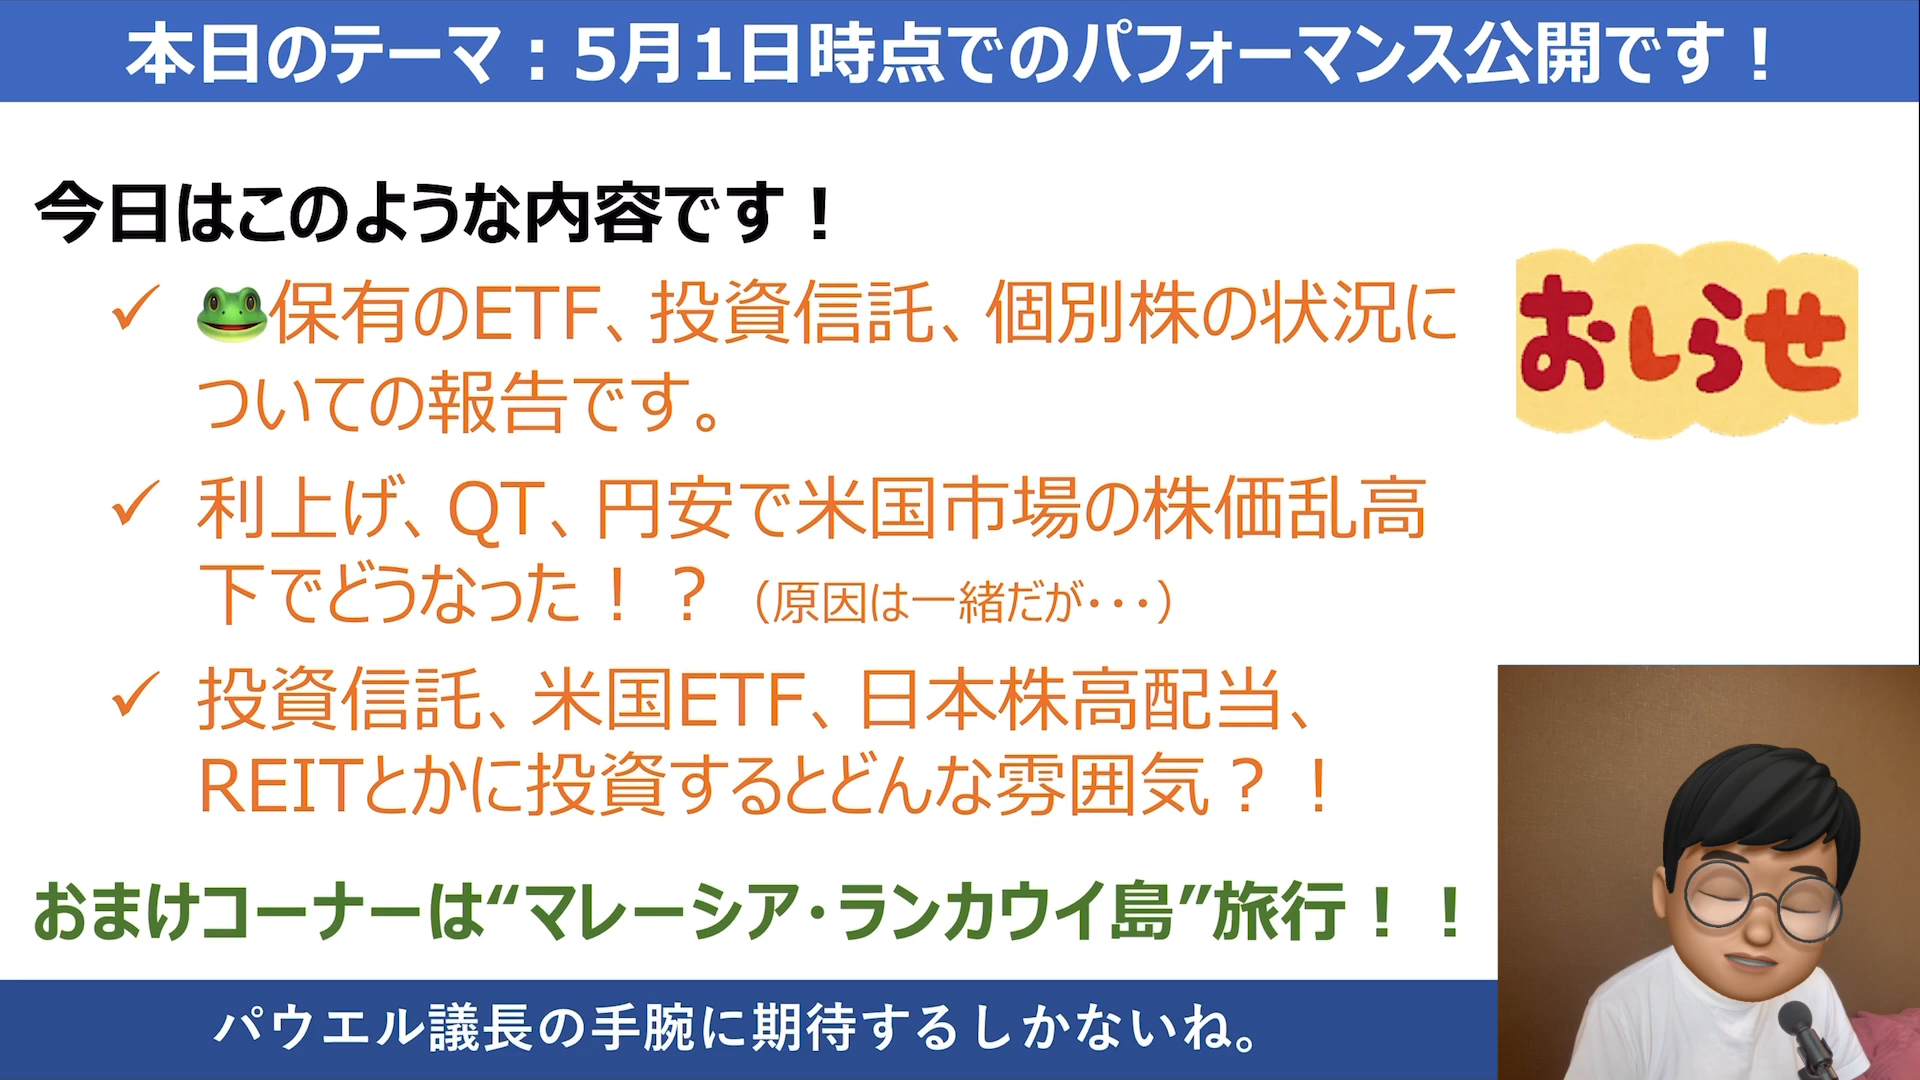 本日のテーマ：5月1日時点でのパフォーマンス公開です！
今日はこのような内容です！
✓ 🐸保有のETF、投資信託、個別株の状況に
ついての報告です。
✓ 利上げ、QT、円安で米国市場の株価乱高
下でどうなった！？（原因は一緒だが・・・）
✓ 投資信託、米国ETF、日本株高配当、
REITとかに投資するとどんな雰囲気？！
おしらせ
おまけコーナーは“マレーシア・ランカウイ島”旅行！！
パウエル議長の手腕に期待するしかないね。